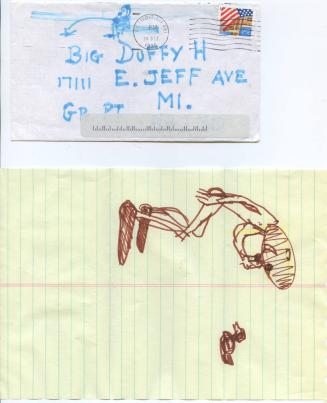 BIG DUFFY H
17111 E. JEFF AVE
GR PT MI.